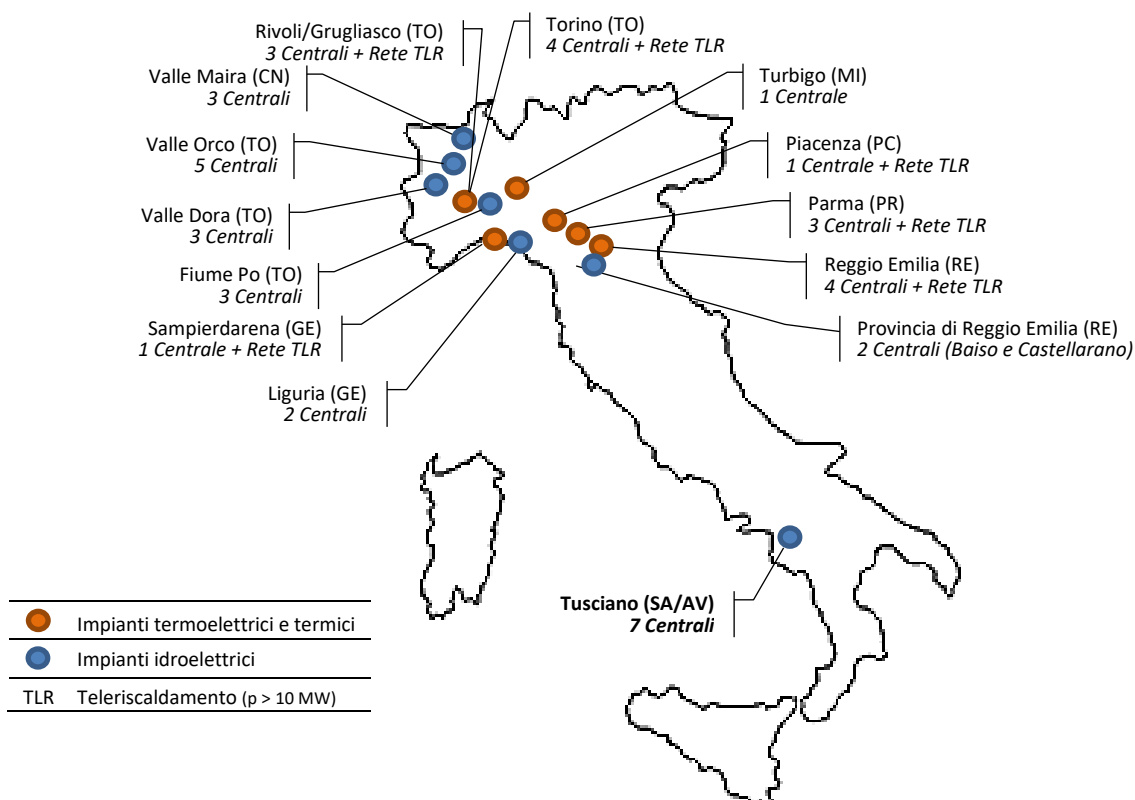 Rivoli/Grugliasco (TO)
3 Centrali + Rete TLR
Torino (TO)
4 Centrali + Rete TLR
Valle Maira (CN)
3 Centrali
Turbigo (MI)
1 Centrale
Valle Orco (TO)
5 Centrali
Piacenza (PC)
1 Centrale + Rete TLR
Valle Dora (TO)
3 Centrali
Parma (PR)
3 Centrali + Rete TLR
Fiume Po (TO)
3 Centrali
Reggio Emilia (RE)
4 Centrali + Rete TLR
Sampierdarena (GE)
1 Centrale + Rete TLR
Provincia di Reggio Emilia (RE)
2 Centrali (Baiso e Castellarano)
Liguria (GE)
2 Centrali
Tusciano (SA/AV)
7 Centrali
Impianti termoelettrici e termici
Impianti idroelettrici
TLR Teleriscaldamento (p > 10 MW)